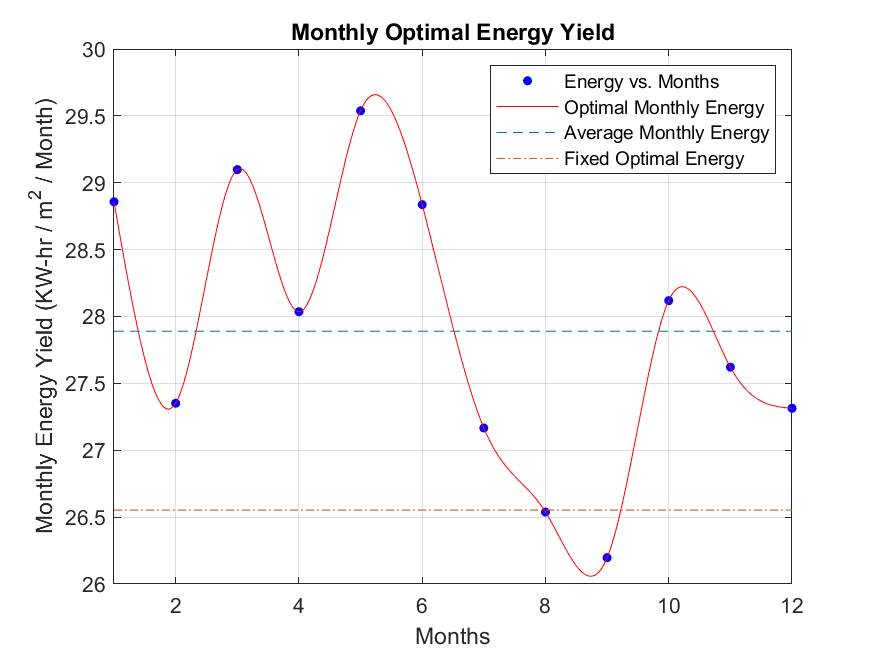 Monthly Optimal Energy Yield
Monthly Energy Yield (KW-hr / m² / Month)
30
29.5
29
28.5
28
27.5
27
26.5
26
Energy vs. Months
Optimal Monthly Energy
Average Monthly Energy
Fixed Optimal Energy
2 4 6 8 10 12
Months